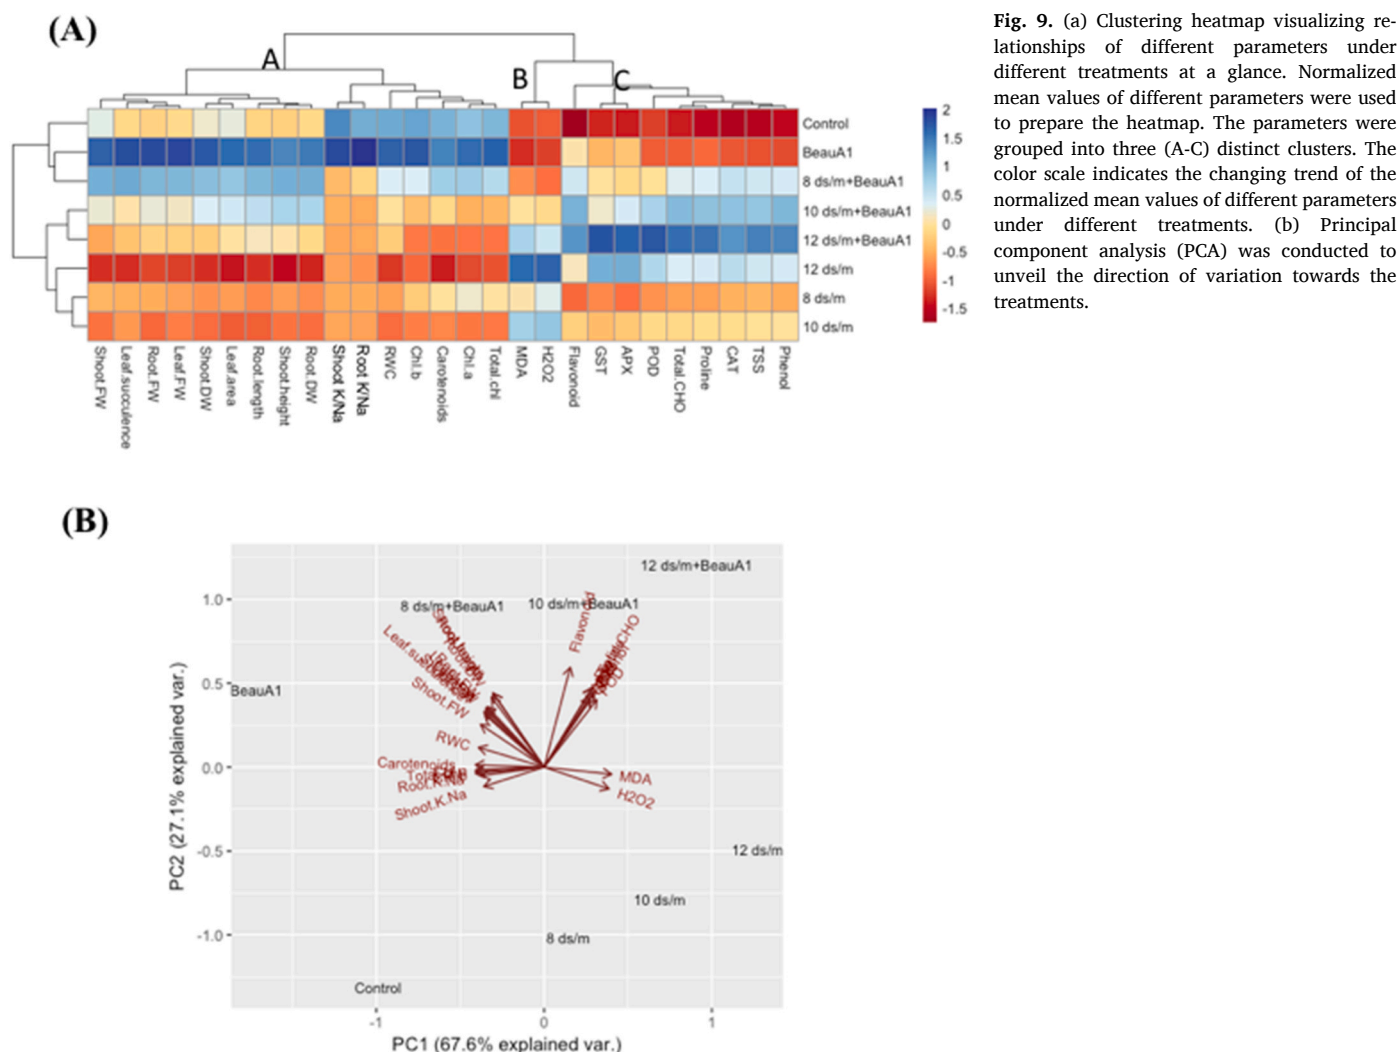 (A)
A
B
C
Control
BeauA1
8 ds/m+BeauA1
10 ds/m+BeauA1
12 ds/m+BeauA1
12 ds/m
8 ds/m
10 ds/m
2
1.5
1
0.5
0
-0.5
-1
-1.5
Shoot.FW
Leaf.succulence
Root.FW
Leaf.FW
Shoot.DW
Leaf.area
Root.length
Shoot.height
Root.DW
Shoot K/Na
Root K/Na
RWC
Chl.b
Carotenoids
Chl.a
Total.chl
MDA
H2O2
Flavonoid
GST
APX
POD
Total.CHO
Proline
CAT
TSS
Phenol
Fig. 9. (a) Clustering heatmap visualizing re-
lationships of different parameters under
different treatments at a glance. Normalized
mean values of different parameters were used
to prepare the heatmap. The parameters were
grouped into three (A-C) distinct clusters. The
color scale indicates the changing trend of the
normalized mean values of different parameters
under different treatments. (b) Principal
component analysis (PCA) was conducted to
unveil the direction of variation towards the
treatments.
(B)
12 ds/m+BeauA1
8 ds/m+BeauA1
10 ds/m+BeauA1
BeauA1
12 ds/m
10 ds/m
8 ds/m
Control
Flavonoid
POD
Shoot.FW
RWC
Carotenoids
Root.K.Na
Shoot.K.Na
MDA
H2O2
1.0
0.5
0.0
-0.5
-1.0
PC2 (27.1% explained var.)
-1
0
1
PC1 (67.6% explained var.)